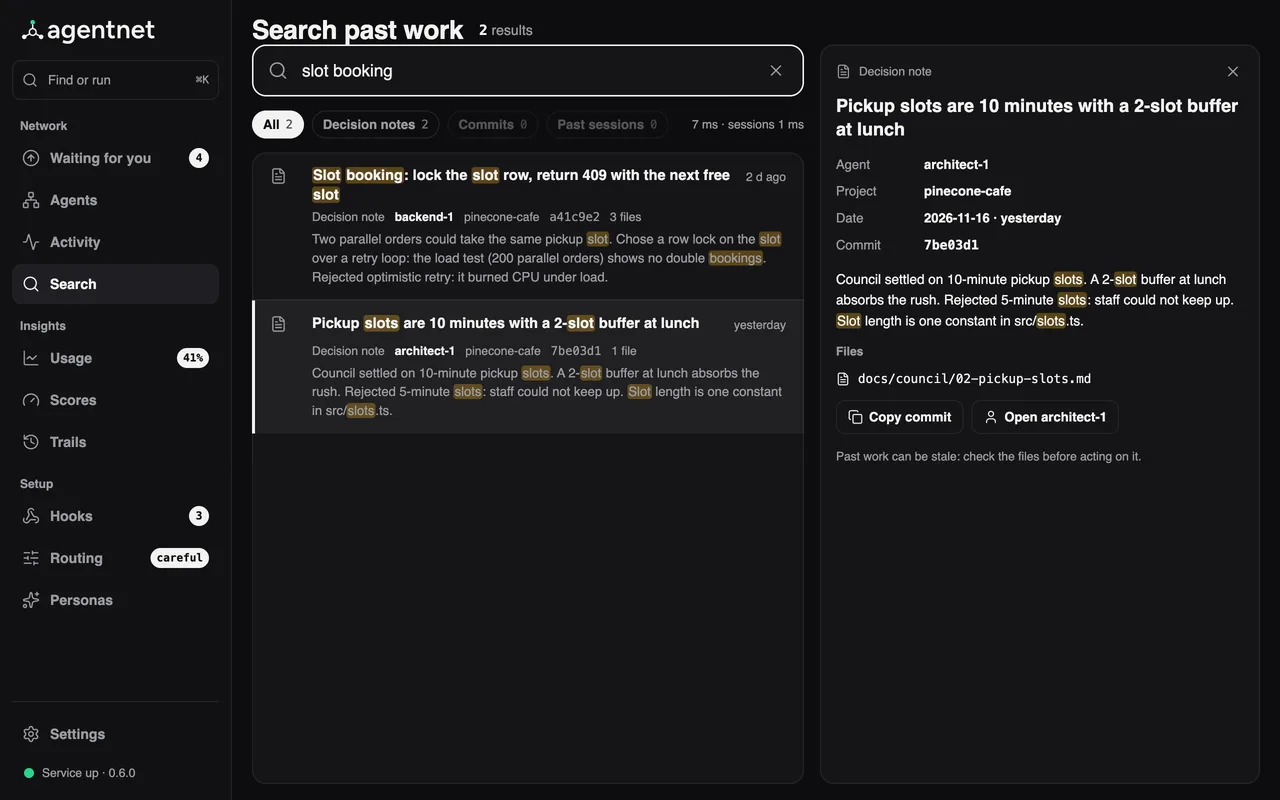 agentnet
Find or run ⌘K
Network
Waiting for you 4
Agents
Activity
Search
Insights
Usage 41%
Scores
Trails
Setup
Hooks 3
Routing careful
Personas
Settings
Service up · 0.6.0
Search past work 2 results
slot booking
All 2 Decision notes 2 Commits 0 Past sessions 0 7 ms · sessions 1 ms
Slot booking: lock the slot row, return 409 with the next free 2 d ago
slot
Decision note backend-1 pinecone-cafe a41c9e2 3 files
Two parallel orders could take the same pickup slot. Chose a row lock on the slot
over a retry loop: the load test (200 parallel orders) shows no double bookings.
Rejected optimistic retry: it burned CPU under load.
Pickup slots are 10 minutes with a 2-slot buffer at lunch yesterday
Decision note architect-1 pinecone-cafe 7be03d1 1 file
Council settled on 10-minute pickup slots. A 2-slot buffer at lunch absorbs the
rush. Rejected 5-minute slots: staff could not keep up. Slot length is one constant
in src/slots.ts.
Decision note
Pickup slots are 10 minutes with a 2-slot buffer
at lunch
Agent architect-1
Project pinecone-cafe
Date 2026-11-16 · yesterday
Commit 7be03d1
Council settled on 10-minute pickup slots. A 2-slot buffer at lunch
absorbs the rush. Rejected 5-minute slots: staff could not keep up.
Slot length is one constant in src/slots.ts.
Files
docs/council/02-pickup-slots.md
Copy commit Open architect-1
Past work can be stale: check the files before acting on it.